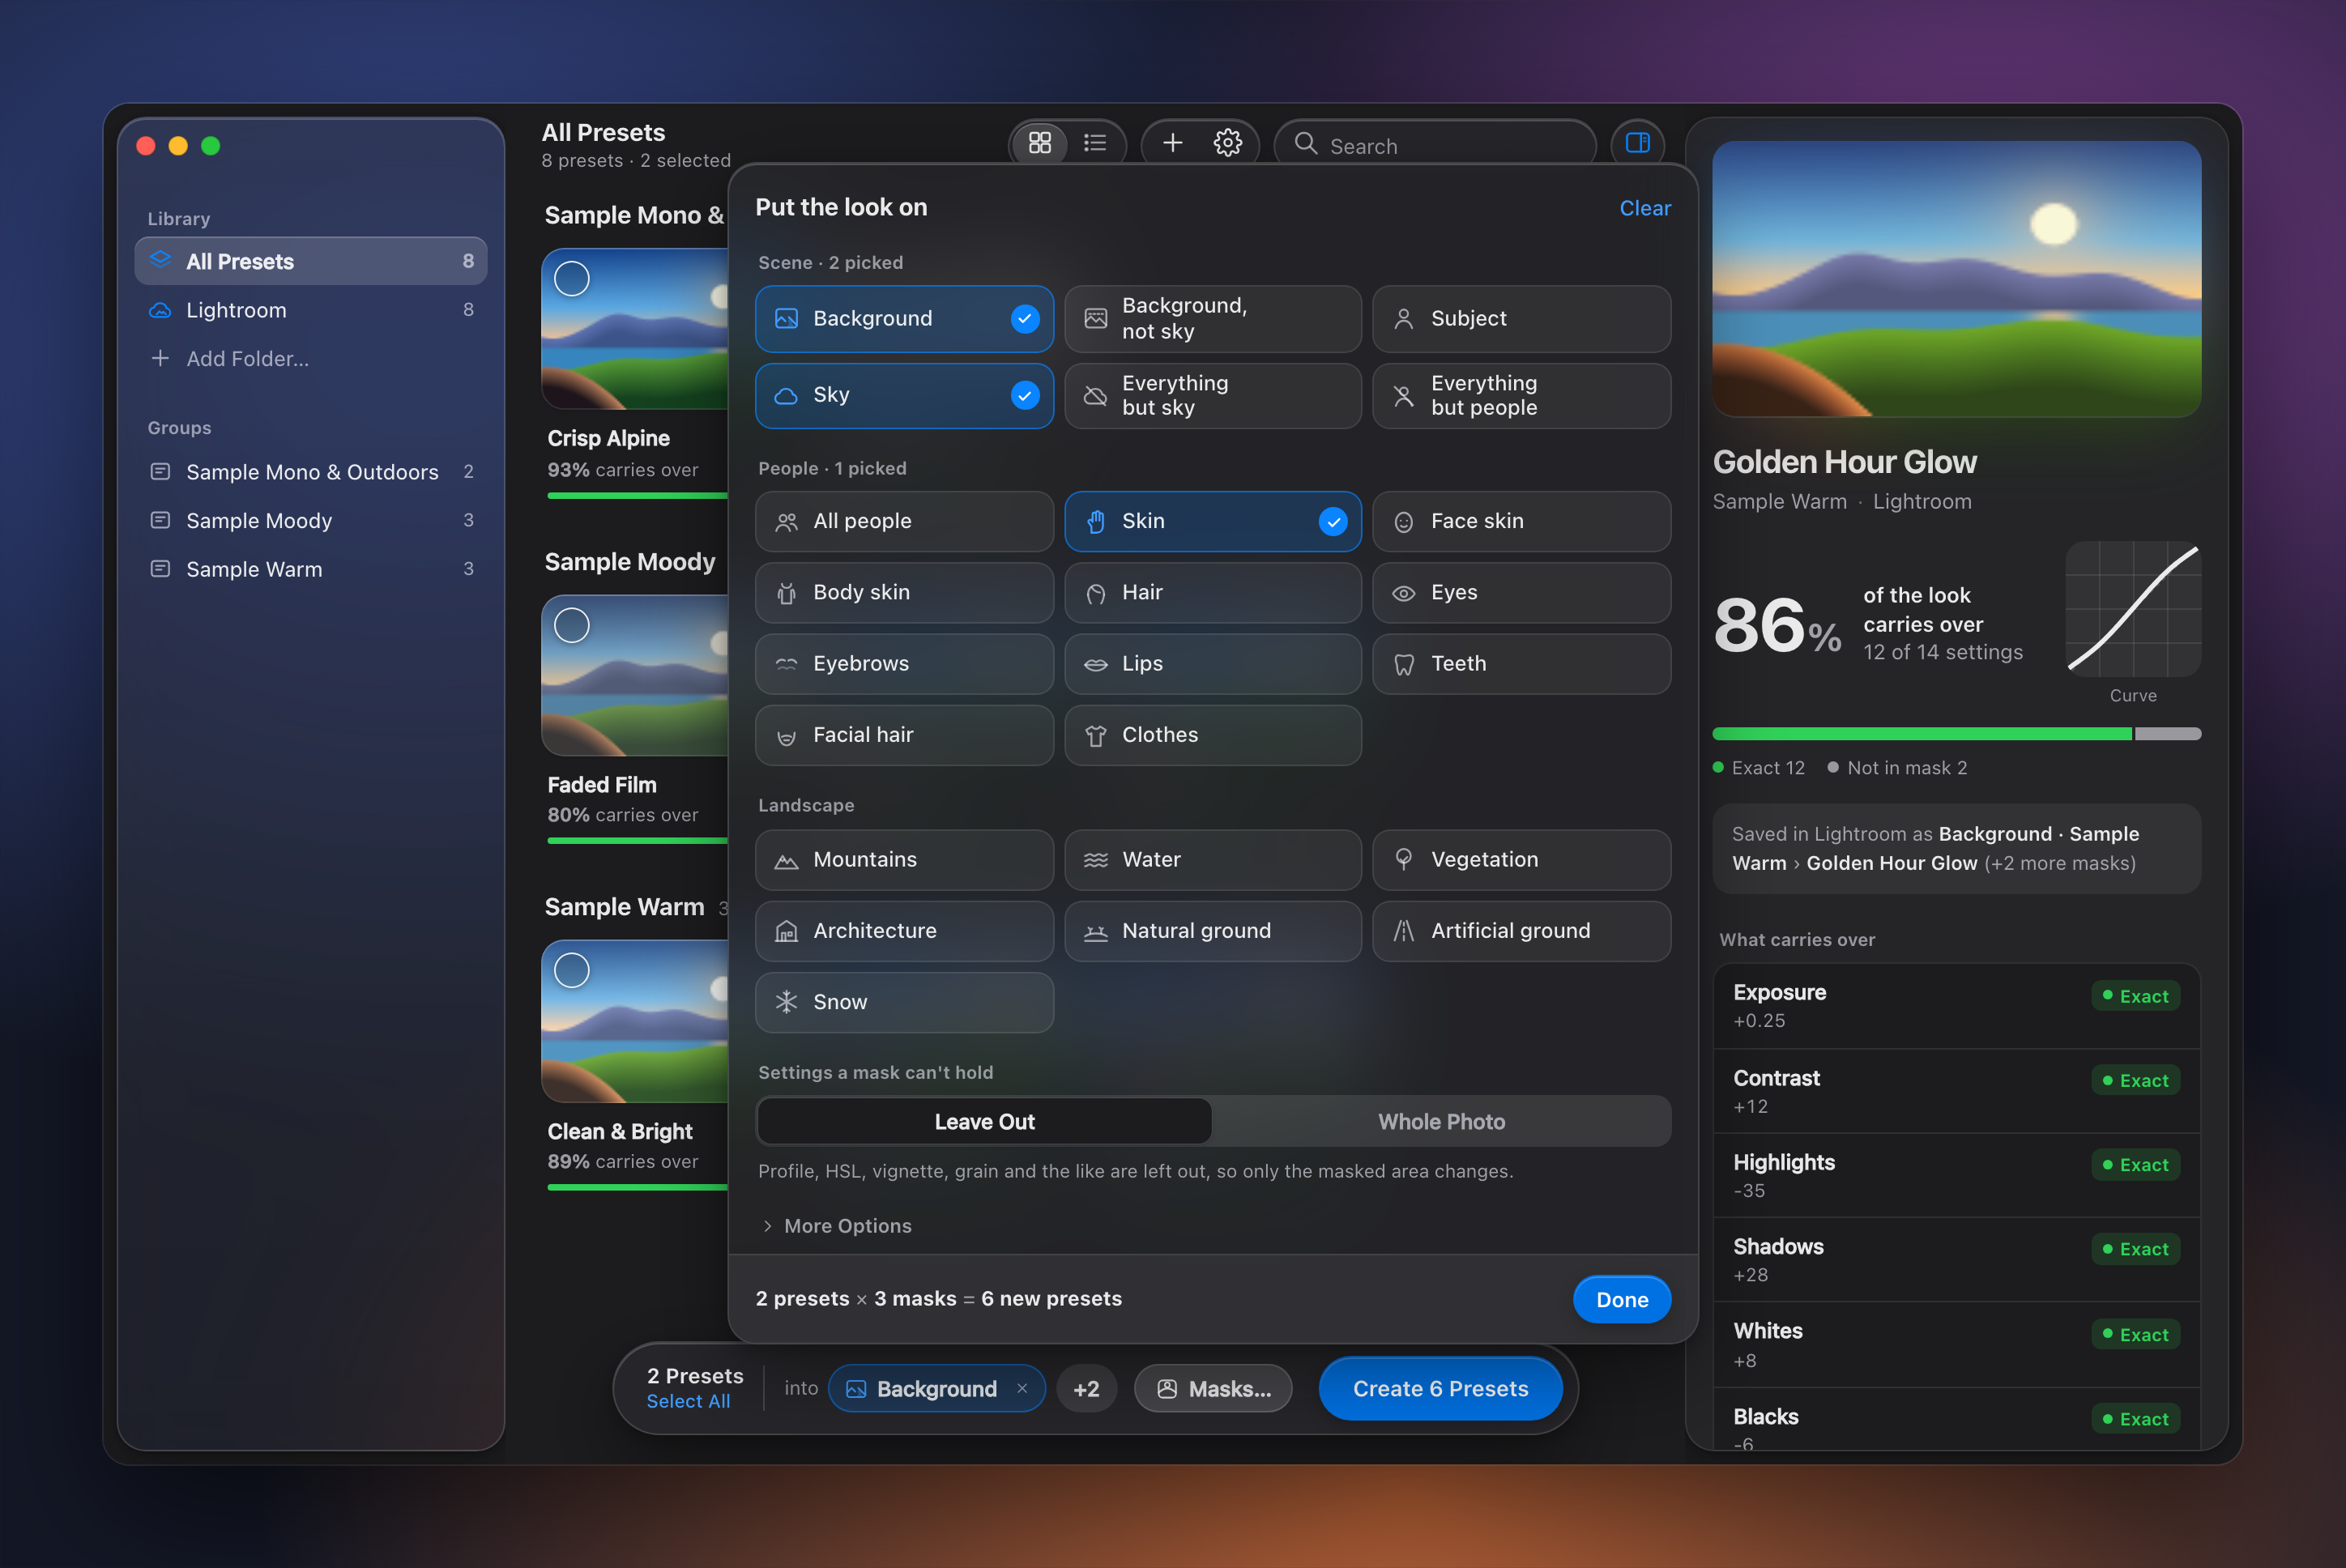 Library
All Presets 8
Lightroom 8
Add Folder...
Groups
Sample Mono & Outdoors 2
Sample Moody 3
Sample Warm 3
All Presets
8 presets · 2 selected
Search
Sample Mono &
Crisp Alpine
93% carries over
Sample Moody
Faded Film
80% carries over
Sample Warm 3
Clean & Bright
89% carries over
Put the look on
Clear
Scene · 2 picked
Background
Background,
not sky
Subject
Sky
Everything
but sky
Everything
but people
People · 1 picked
All people
Skin
Face skin
Body skin
Hair
Eyes
Eyebrows
Lips
Teeth
Facial hair
Clothes
Landscape
Mountains
Water
Vegetation
Architecture
Natural ground
Artificial ground
Snow
Settings a mask can't hold
Leave Out
Whole Photo
Profile, HSL, vignette, grain and the like are left out, so only the masked area changes.
More Options
2 presets × 3 masks = 6 new presets
Done
2 Presets
Select All
into
Background ×
+2
Masks...
Create 6 Presets
Golden Hour Glow
Sample Warm · Lightroom
86%
of the look
carries over
12 of 14 settings
Curve
Exact 12
Not in mask 2
Saved in Lightroom as Background · Sample
Warm › Golden Hour Glow (+2 more masks)
What carries over
Exposure
+0.25
Exact
Contrast
+12
Exact
Highlights
-35
Exact
Shadows
+28
Exact
Whites
+8
Exact
Blacks
-6
Exact